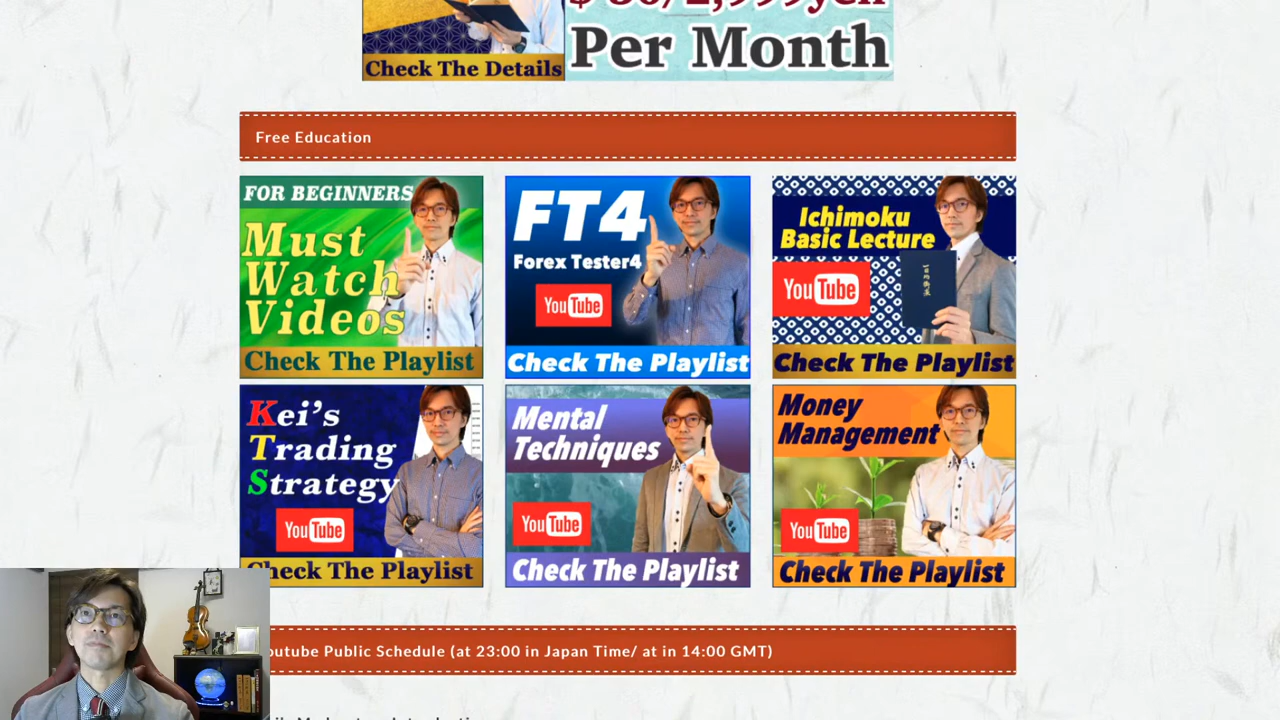 Check The Details
Per Month
Free Education
FOR BEGINNERS
Must
Watch
Videos
Check The Playlist
FT4
Forex Tester4
YouTube
Check The Playlist
Ichimoku
Basic Lecture
YouTube
Check The Playlist
Kei's
Trading
Strategy
YouTube
Check The Playlist
Mental
Techniques
YouTube
Check The Playlist
Money
Management
YouTube
Check The Playlist
outube Public Schedule (at 23:00 in Japan Time/ at in 14:00 GMT)